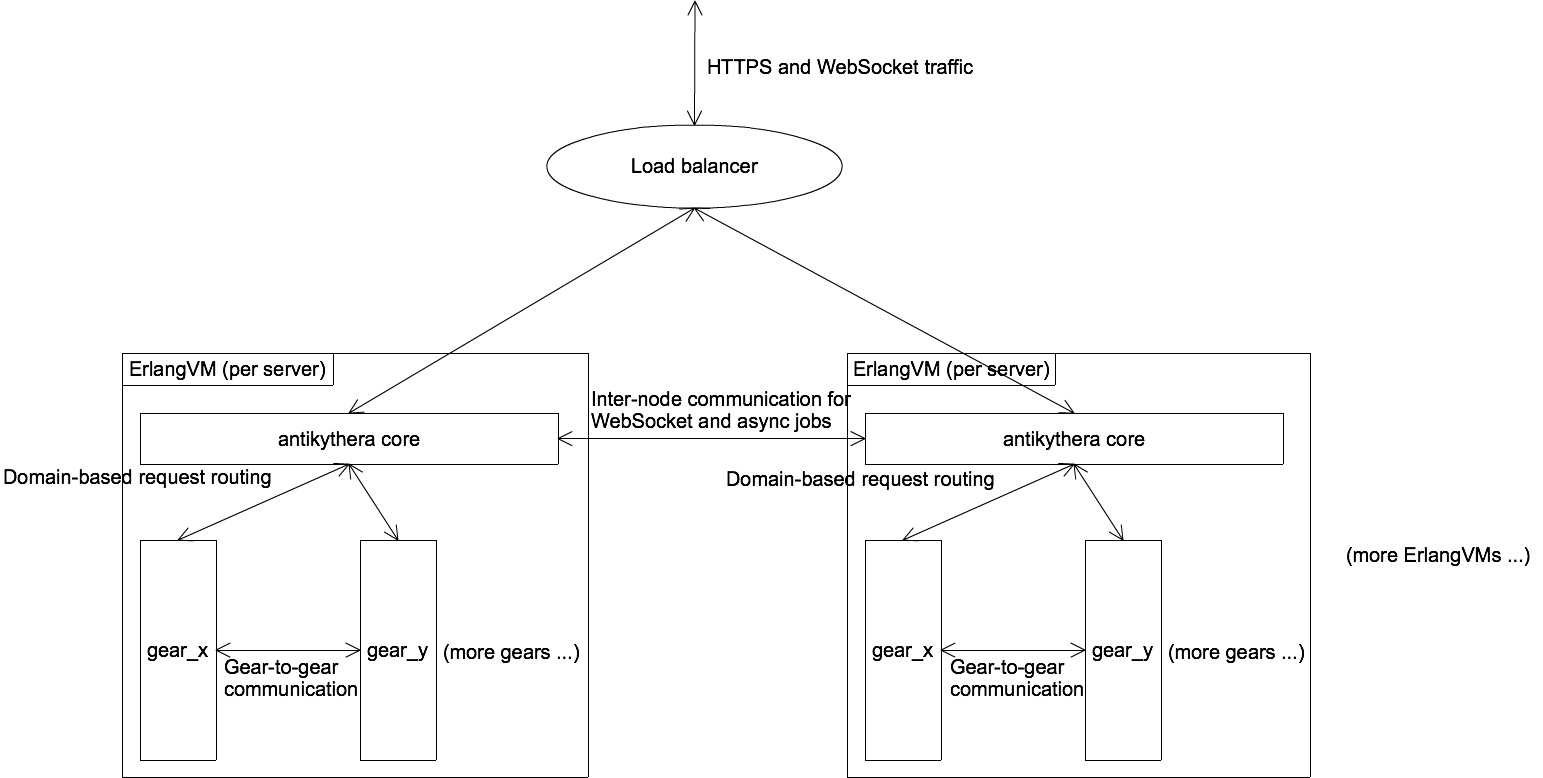 HTTPS and WebSocket traffic
Load balancer
ErlangVM (per server)
ErlangVM (per server)
Inter-node communication for
WebSocket and async jobs
antikythera core
antikythera core
Domain-based request routing
Domain-based request routing
(more ErlangVMs ...)
gear_x
gear_y
(more gears ...)
Gear-to-gear
communication
gear_x
gear_y
(more gears ...)
Gear-to-gear
communication